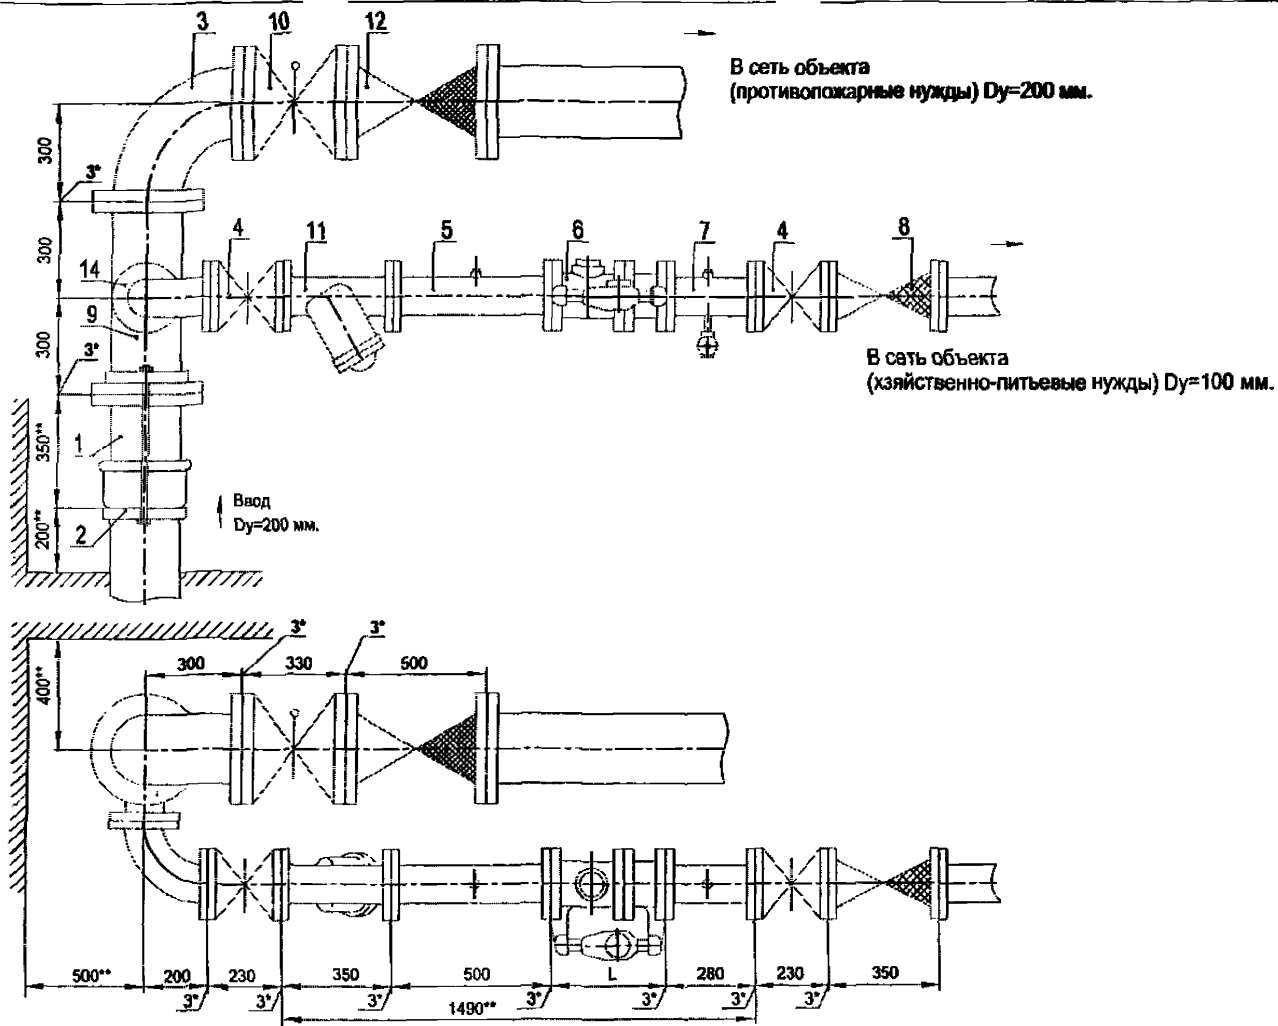 3 10 12
В сеть объекта
(противопожарные нужды) Dy=200 мм.
300
3*
300
4 11 5 6 7 4 8
14
9
300
3*
В сеть объекта
(хзяйственно-питьевые нужды) Dy=100 мм.
1
350**
Ввод
Dy=200 мм.
2
200**
3* 3*
300 330 500
400**
500** 200 230 350 500 L 280 230 350
3* 3* 3* 3* 3* 3* 3*
1490**